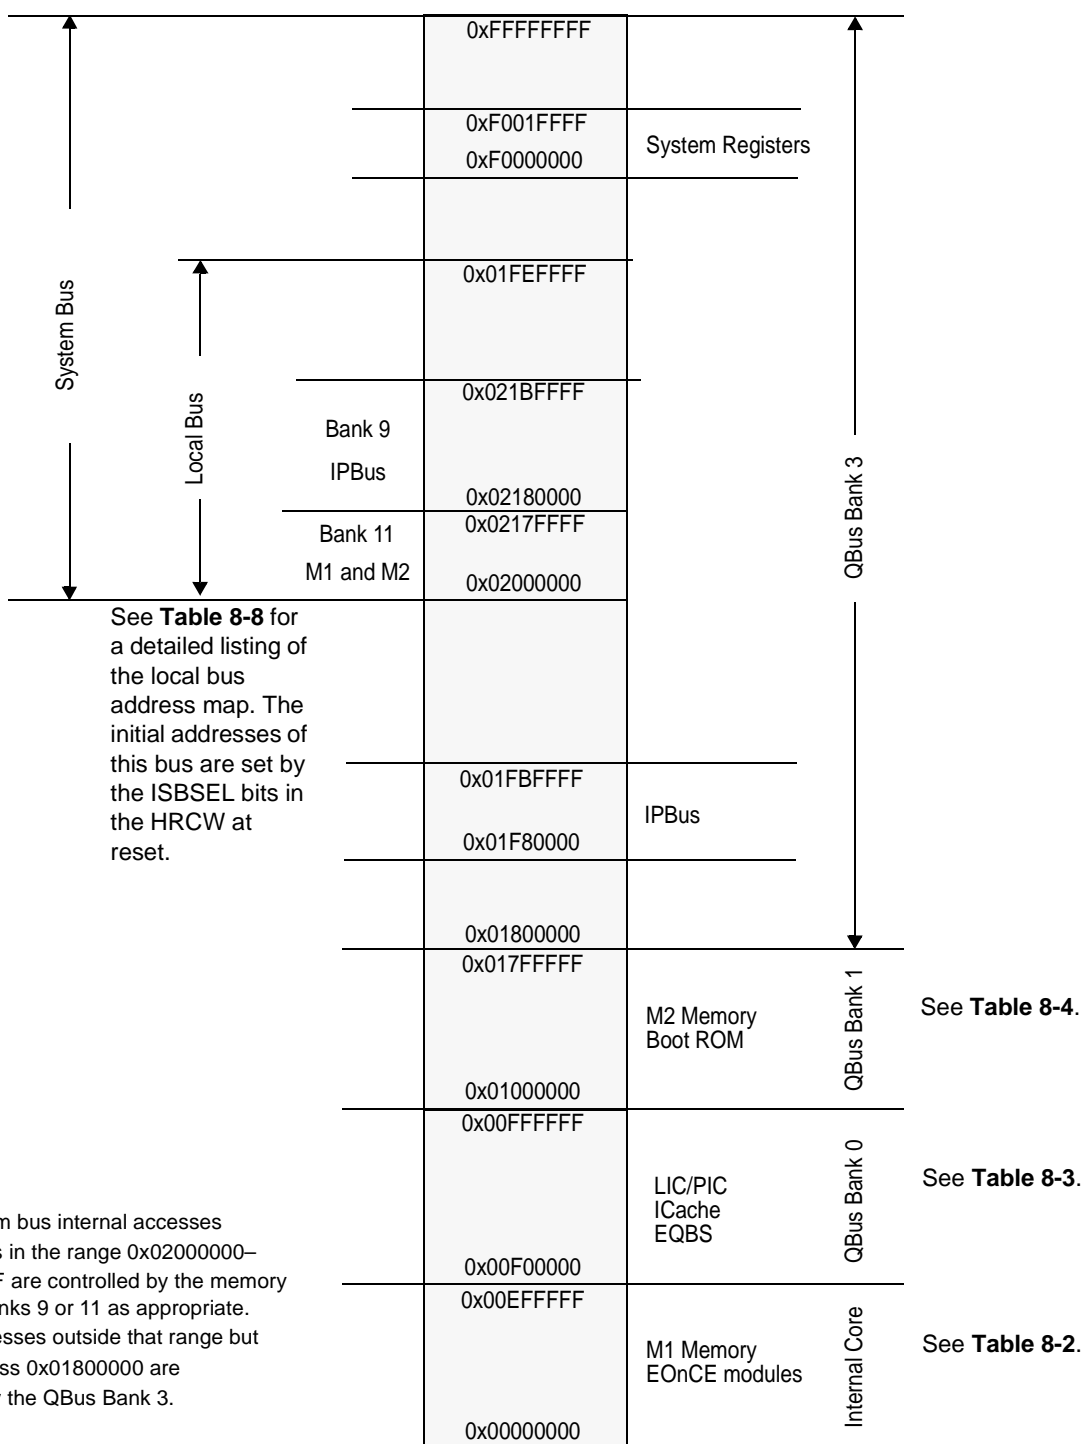 0xFFFFFFFF
0xF001FFFF
System Registers
0xF0000000
0x01FEFFFF
System Bus
Local Bus
0x021BFFFF
Bank 9
IPBus
0x02180000
0x0217FFFF
Bank 11
M1 and M2
0x02000000
QBus Bank 3
See Table 8-8 for
a detailed listing of
the local bus
address map. The
initial addresses of
this bus are set by
the ISBSEL bits in
the HRCW at
reset.
0x01FBFFFF
IPBus
0x01F80000
0x01800000
0x017FFFFF
M2 Memory
Boot ROM
QBus Bank 1
See Table 8-4.
0x01000000
0x00FFFFFF
LIC/PIC
ICache
EQBS
QBus Bank 0
See Table 8-3.
0x00F00000
0x00EFFFFF
M1 Memory
EOnCE modules
Internal Core
See Table 8-2.
0x00000000
bus internal accesses
in the range 0x02000000–
are controlled by the memory
9 or 11 as appropriate.
outside that range but
0x01800000 are
the QBus Bank 3.